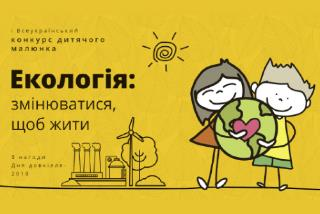 І Всеукраїнський
конкурс дитячого
малюнка
Екологія:
змінюватися,
щоб жити
З нагоди
Дня довкілля-
2019